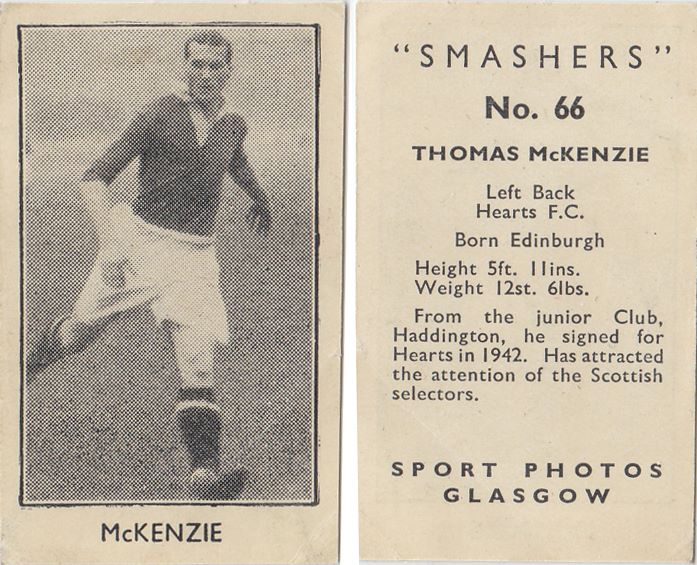 McKENZIE
"SMASHERS"
No. 66
THOMAS McKENZIE
Left Back
Hearts F.C.
Born Edinburgh
Height 5ft. 11ins.
Weight 12st. 6lbs.
From the junior Club,
Haddington, he signed for
Hearts in 1942. Has attracted
the attention of the Scottish
selectors.
SPORT PHOTOS
GLASGOW